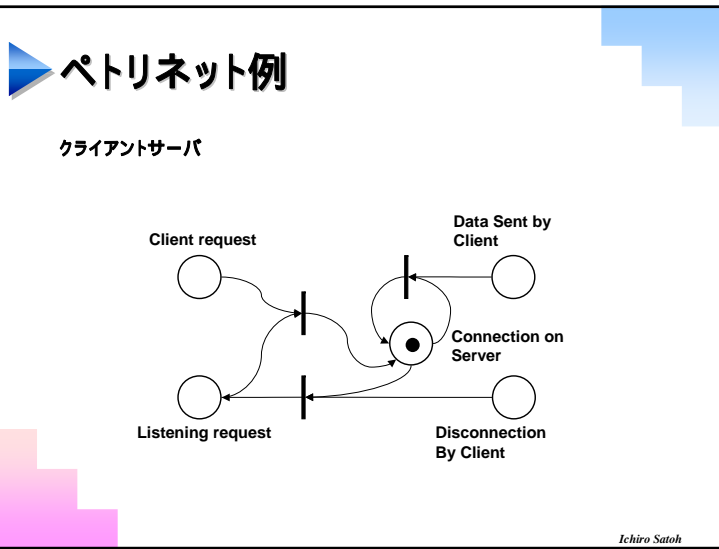 ペトリネット例
クライアントサーバ
Client request
Data Sent by
Client
Connection on
Server
Listening request
Disconnection
By Client
Ichiro Satoh